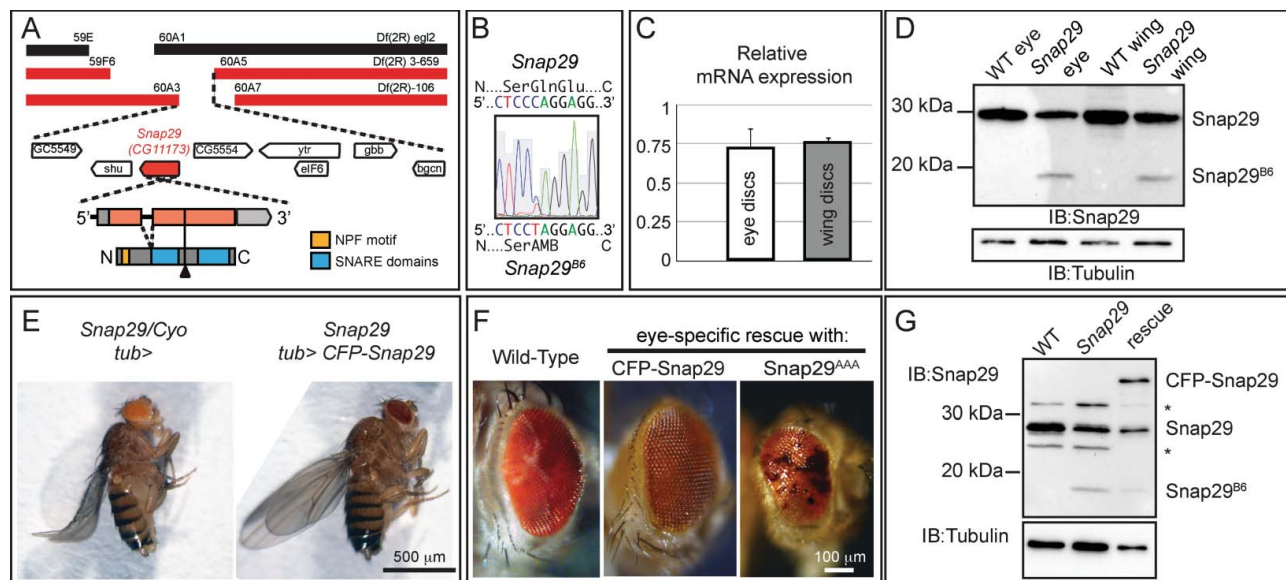 A
59E
60A1
Df(2R) egl2
59F6
60A5
Df(2R) 3-659
60A3
60A7
Df(2R)-106
Snap29
(CG11173)
GC5549
CG5554
ytr
gbb
shu
eIF6
bgcn
5'
3'
N
C
NPF motif
SNARE domains
B
Snap29
N....SerGlnGlu...C
5'..CTCCCAGGAGG..3'
5'..CTCCTAGGAGG..3'
N....SerAMB C
Snap29B6
C
Relative
mRNA expression
1
0.75
0.5
0.25
0
eye discs
wing discs
D
WT eye
Snap29
eye
WT wing
Snap29
wing
30 kDa
Snap29
20 kDa
Snap29B6
IB:Snap29
IB:Tubulin
E
Snap29/Cyo
tub>
Snap29
tub> CFP-Snap29
500 µm
F
eye-specific rescue with:
Wild-Type
CFP-Snap29
Snap29AAA
100 µm
G
WT
Snap29
rescue
IB:Snap29
CFP-Snap29
*
30 kDa
Snap29
*
20 kDa
Snap29B6
IB:Tubulin